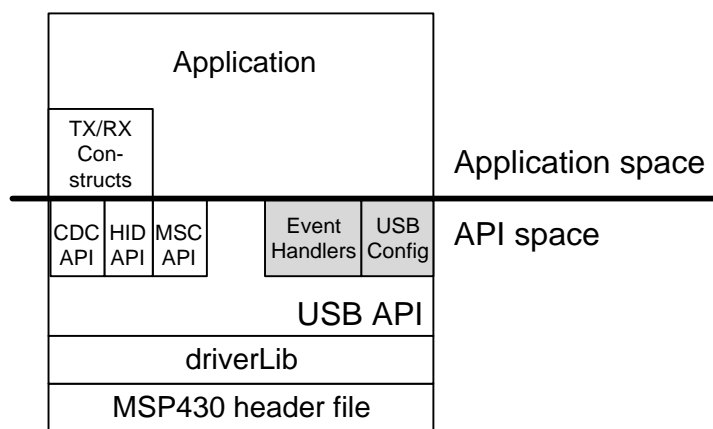 Application
TX/RX
Con-
structs
Application space
CDC API
HID API
MSC API
Event Handlers
USB Config
API space
USB API
driverLib
MSP430 header file